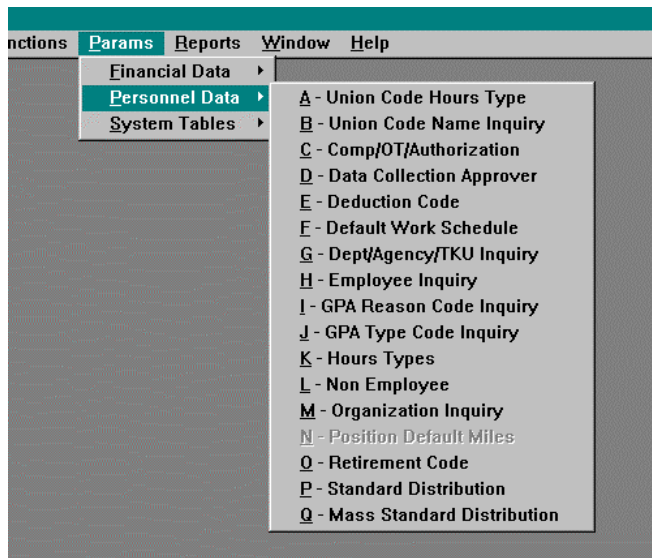 nctions Params Reports Window Help
Financial Data
Personnel Data
System Tables
A - Union Code Hours Type
B - Union Code Name Inquiry
C - Comp/OT/Authorization
D - Data Collection Approver
E - Deduction Code
F - Default Work Schedule
G - Dept/Agency/TKU Inquiry
H - Employee Inquiry
I - GPA Reason Code Inquiry
J - GPA Type Code Inquiry
K - Hours Types
L - Non Employee
M - Organization Inquiry
N - Position Default Miles
O - Retirement Code
P - Standard Distribution
Q - Mass Standard Distribution